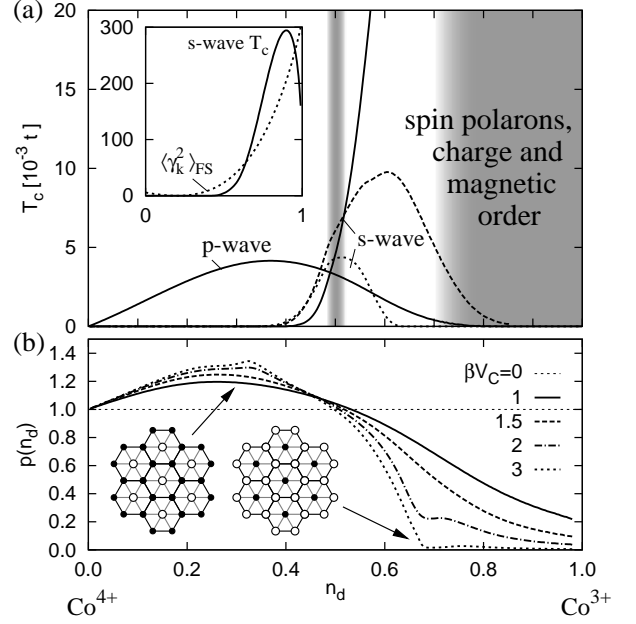 (a)
20
15
10
5
0
T_c [10^-3 t]
300
200
100
0
0
1
s-wave T_c
⟨γ_k^2⟩_FS
p-wave
s-wave
spin polarons,
charge and
magnetic
order
(b)
1.4
1.2
1.0
0.8
0.6
0.4
0.2
0.0
p(n_d)
βV_C=0
1
1.5
2
3
0.0 0.2 0.4 0.6 0.8 1.0
Co^4+ n_d Co^3+